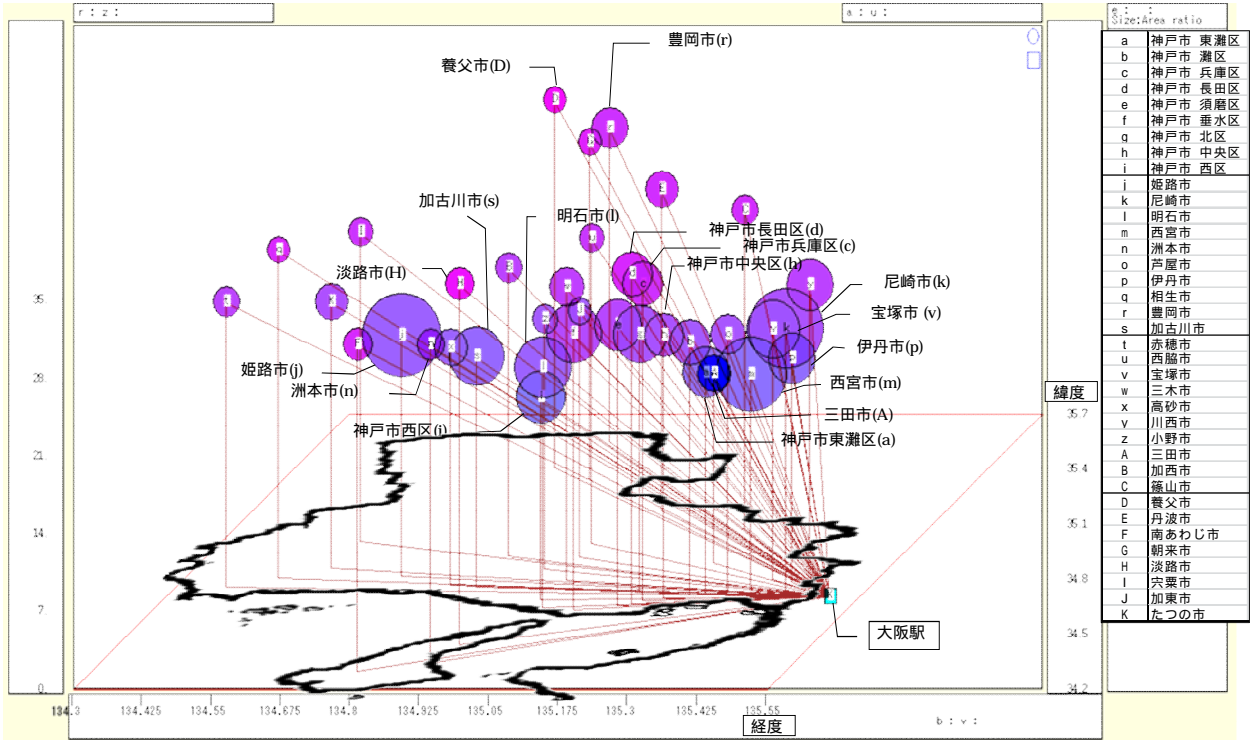 r : z :
a : u :
e : :
Size:Area ratio
豊岡市(r)
養父市(D)
加古川市(s)
明石市(l)
神戸市長田区(d)
神戸市兵庫区(c)
神戸市中央区(h)
淡路市(H)
尼崎市(k)
宝塚市 (v)
伊丹市(p)
姫路市(j)
洲本市(n)
西宮市(m)
三田市(A)
神戸市西区(i)
神戸市東灘区(a)
大阪駅
緯度
経度
35
28
21
14
7
0.
35.7
35.4
35.1
34.8
34.5
34.2
134.3
134.425
134.55
134.675
134.8
134.925
135.05
135.175
135.3
135.425
135.55
b : v :
a 神戸市 東灘区
b 神戸市 灘区
c 神戸市 兵庫区
d 神戸市 長田区
e 神戸市 須磨区
f 神戸市 垂水区
g 神戸市 北区
h 神戸市 中央区
i 神戸市 西区
j 姫路市
k 尼崎市
l 明石市
m 西宮市
n 洲本市
o 芦屋市
p 伊丹市
q 相生市
r 豊岡市
s 加古川市
t 赤穂市
u 西脇市
v 宝塚市
w 三木市
x 高砂市
y 川西市
z 小野市
A 三田市
B 加西市
C 篠山市
D 養父市
E 丹波市
F 南あわじ市
G 朝来市
H 淡路市
I 宍粟市
J 加東市
K たつの市